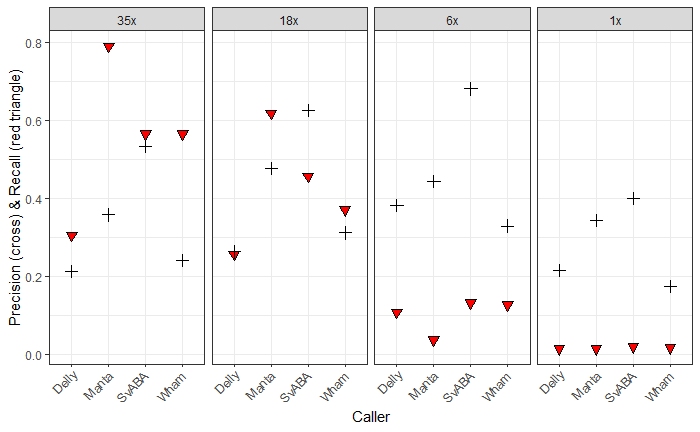 35x 18x 6x 1x
Precision (cross) & Recall (red triangle)
0.8
0.6
0.4
0.2
0.0
Delly Manta SvABA Wham Delly Manta SvABA Wham Delly Manta SvABA Wham Delly Manta SvABA Wham
Caller